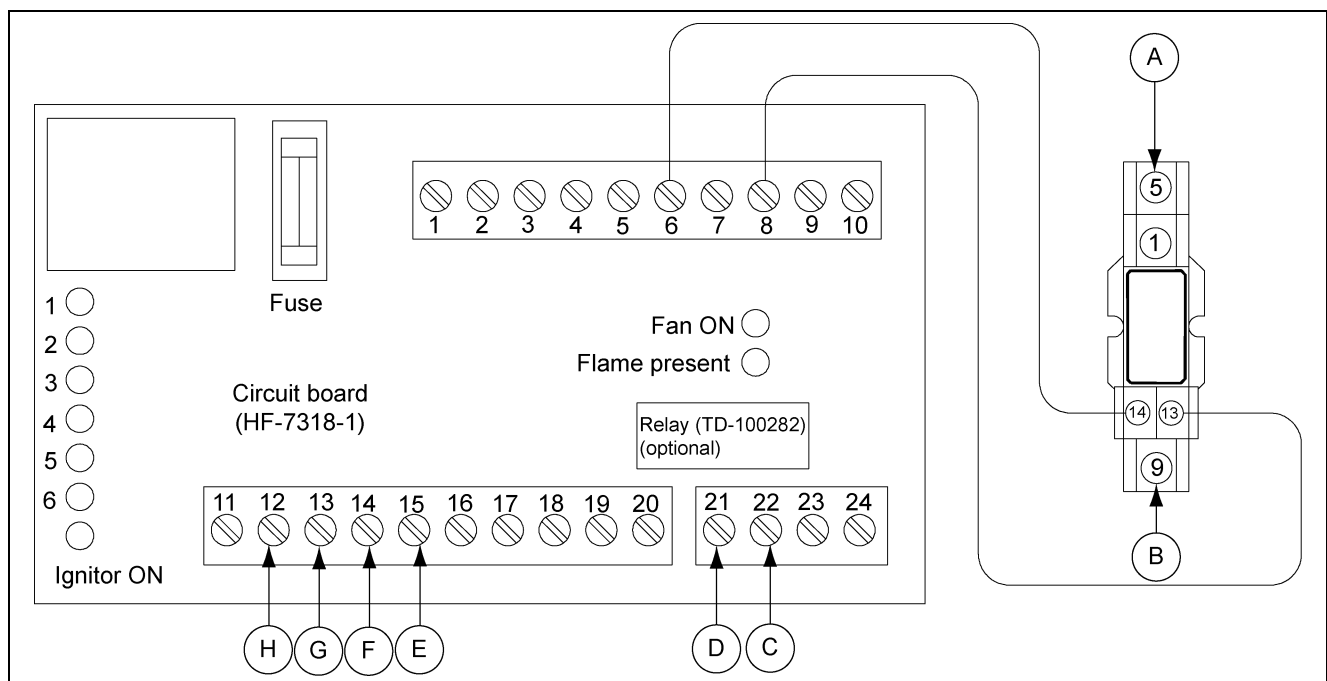 A
5
1
1 2 3 4 5 6 7 8 9 10
Fuse
1
2
3
4
5
6
Fan ON
Flame present
Circuit board
(HF-7318-1)
Relay (TD-100282)
(optional)
14 13
9
11 12 13 14 15 16 17 18 19 20
21 22 23 24
Ignitor ON
B
H G F E D C